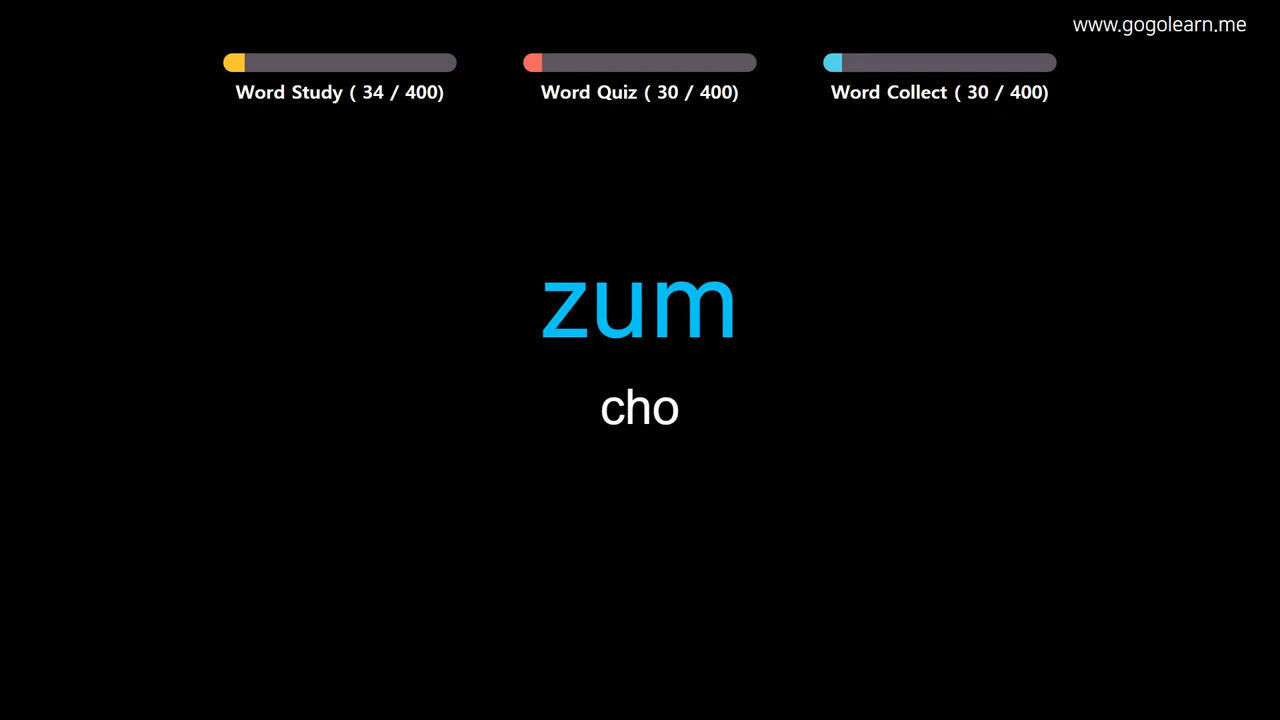 www.gogolearn.me
Word Study ( 34 / 400)
Word Quiz ( 30 / 400)
Word Collect ( 30 / 400)
zum
cho